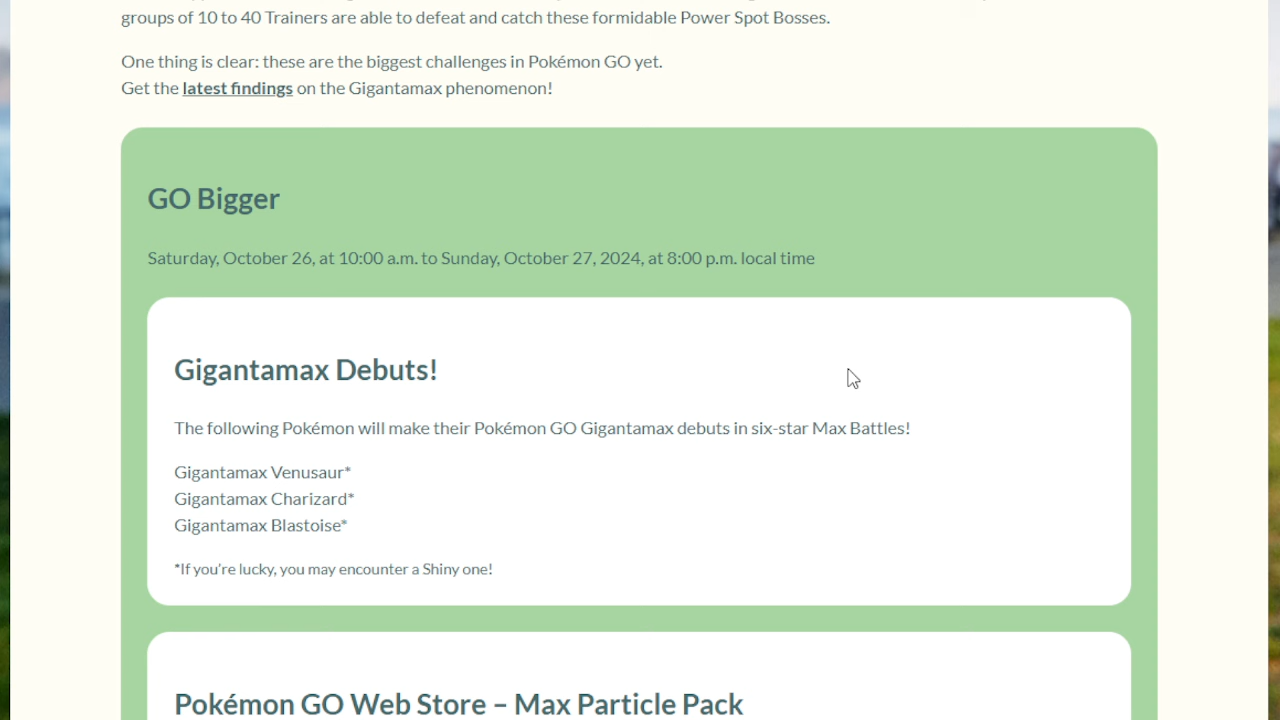 groups of 10 to 40 Trainers are able to defeat and catch these formidable Power Spot Bosses.
One thing is clear: these are the biggest challenges in Pokémon GO yet.
Get the latest findings on the Gigantamax phenomenon!
GO Bigger
Saturday, October 26, at 10:00 a.m. to Sunday, October 27, 2024, at 8:00 p.m. local time
Gigantamax Debuts!
The following Pokémon will make their Pokémon GO Gigantamax debuts in six-star Max Battles!
Gigantamax Venusaur*
Gigantamax Charizard*
Gigantamax Blastoise*
*If you're lucky, you may encounter a Shiny one!
Pokémon GO Web Store – Max Particle Pack